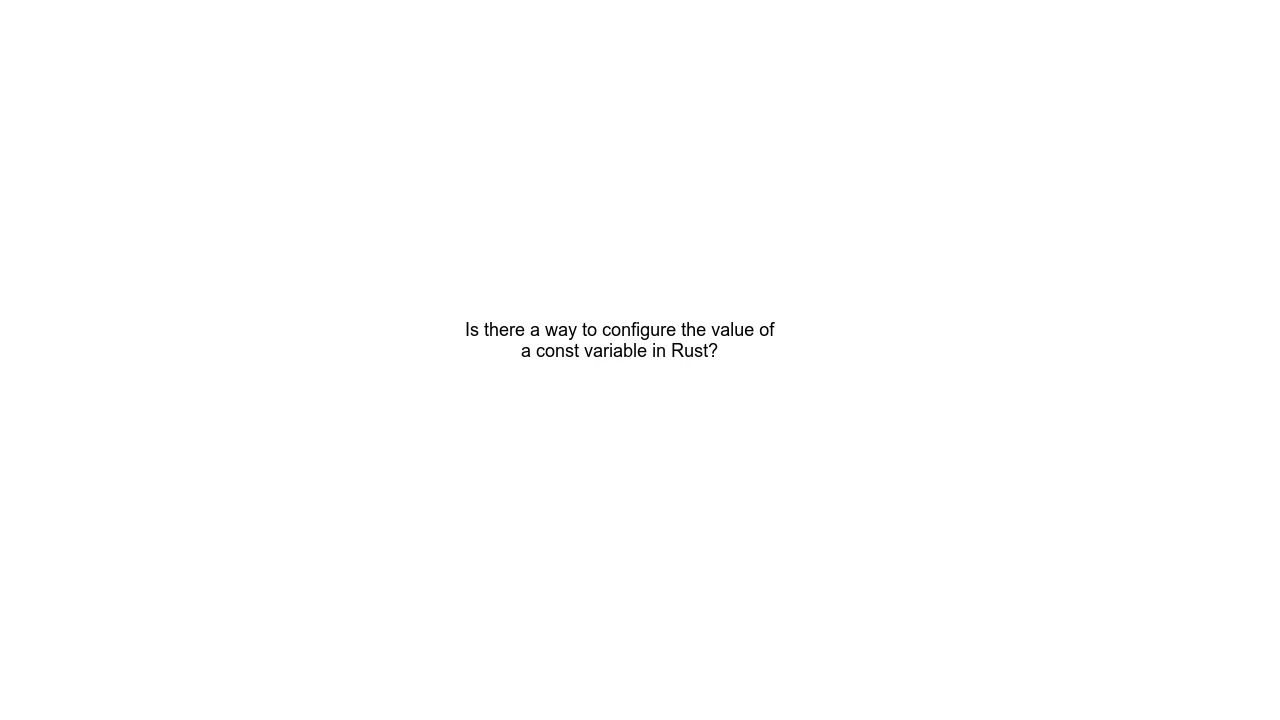 Is there a way to configure the value of
a const variable in Rust?